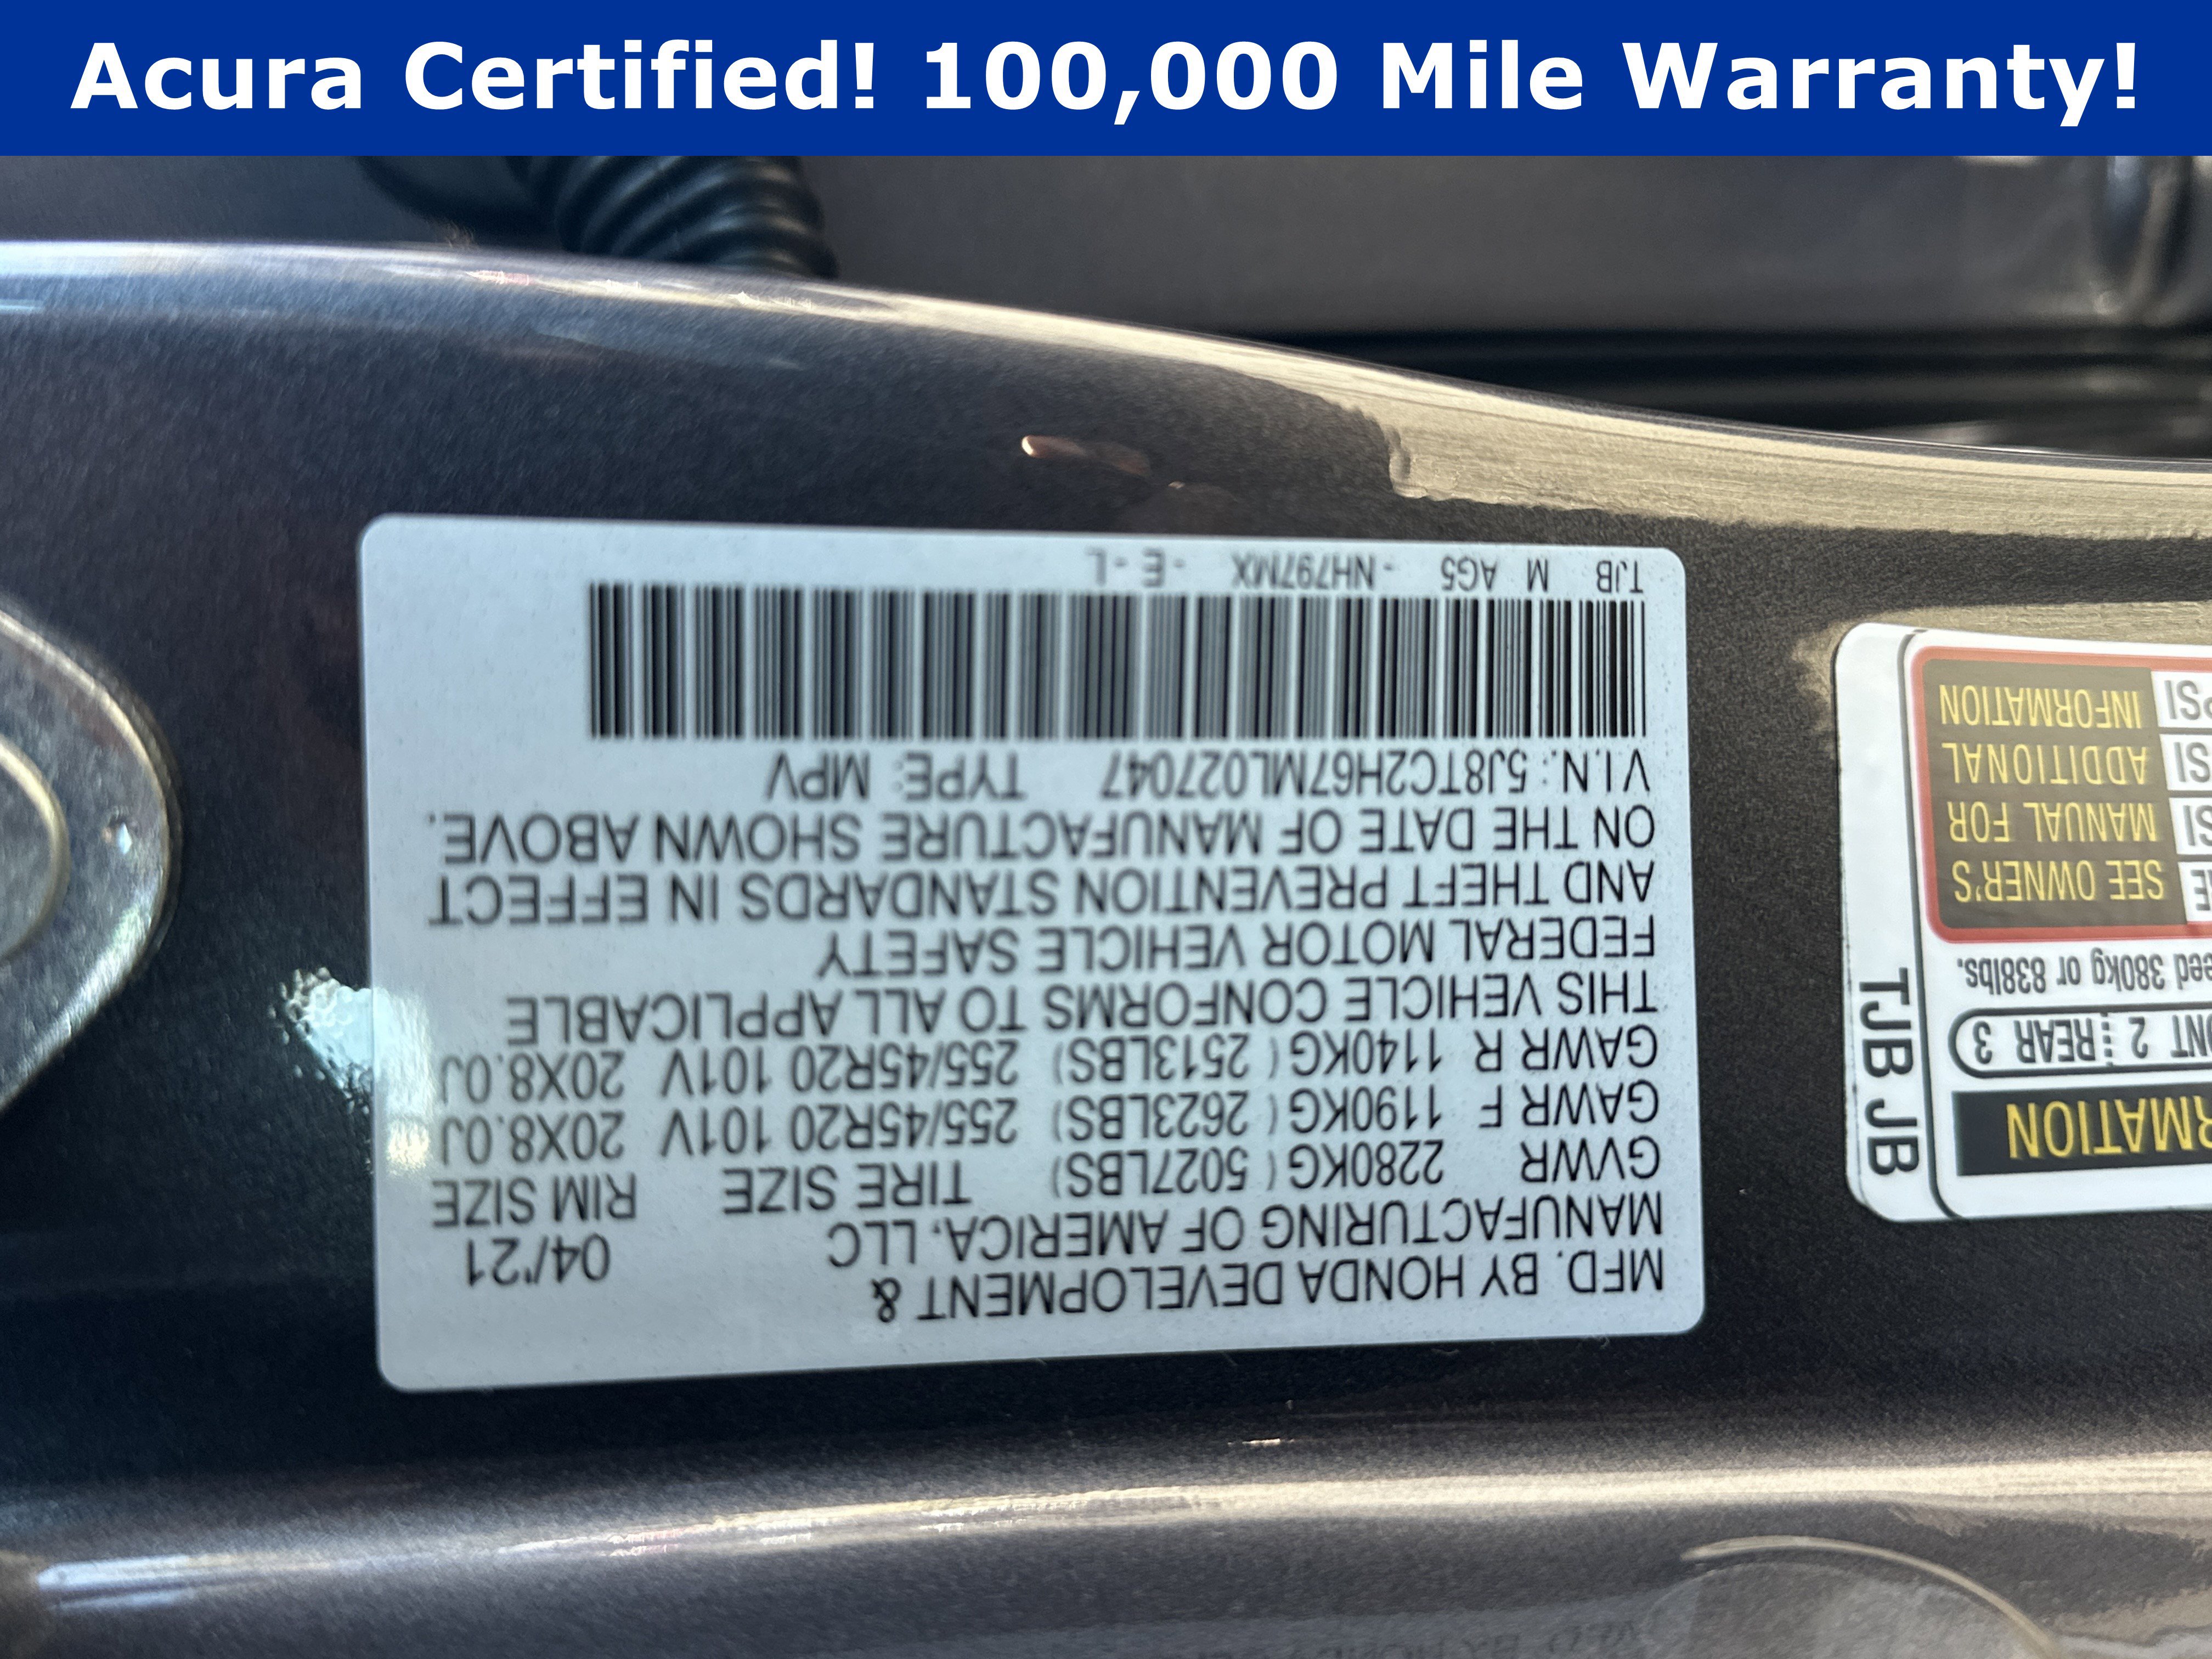 Acura Certified! 100,000 Mile Warranty!
MFD. BY HONDA DEVELOPMENT &
MANUFACTURING OF AMERICA, LLC 04/'21
GVWR 2280KG ( 5027LBS) TIRE SIZE RIM SIZE
GAWR F 1190KG ( 2623LBS) 255/45R20 101V 20X8.0J
GAWR R 1140KG ( 2513LBS) 255/45R20 101V 20X8.0J
THIS VEHICLE CONFORMS TO ALL APPLICABLE
FEDERAL MOTOR VEHICLE SAFETY
AND THEFT PREVENTION STANDARDS IN EFFECT
ON THE DATE OF MANUFACTURE SHOWN ABOVE.
V.I.N.: 5J8TC2H67ML027047 TYPE: MPV
TJB M AG5 - NH797MX - E - L
TJB JB
REAR 3
380kg or 838lbs.
SEE OWNER'S
MANUAL FOR
ADDITIONAL
INFORMATION